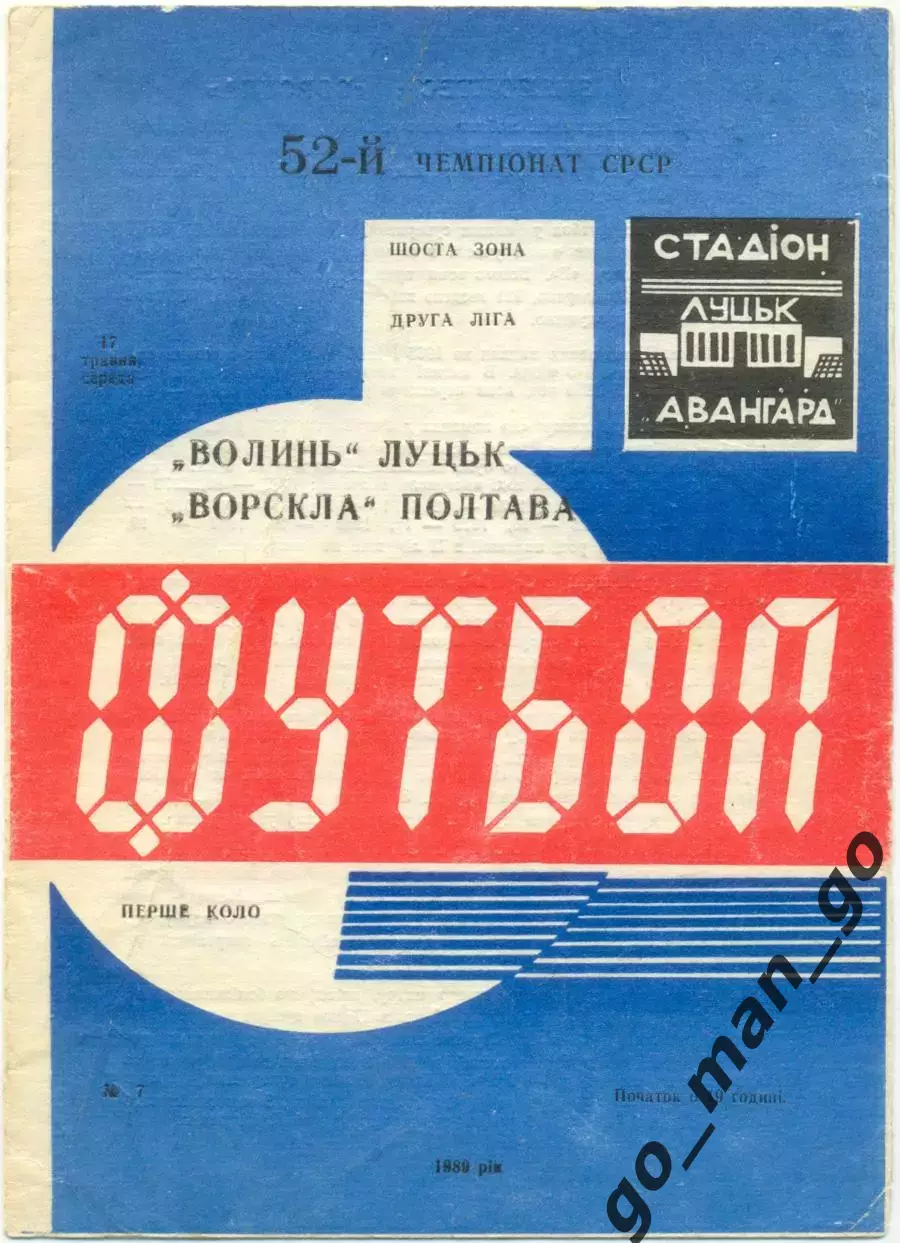 52-й ЧЕМПІОНАТ СРСР
ШОСТА ЗОНА
ДРУГА ЛІГА
СТАДІОН
ЛУЦЬК
„АВАНГАРД"
17
травня,
середа
„ВОЛИНЬ“ ЛУЦЬК
„ВОРСКЛА“ ПОЛТАВА
ФУТБОЛ
ПЕРШЕ КОЛО
№ 7
Початок о 19 годині.
1989 рік
go_man_go